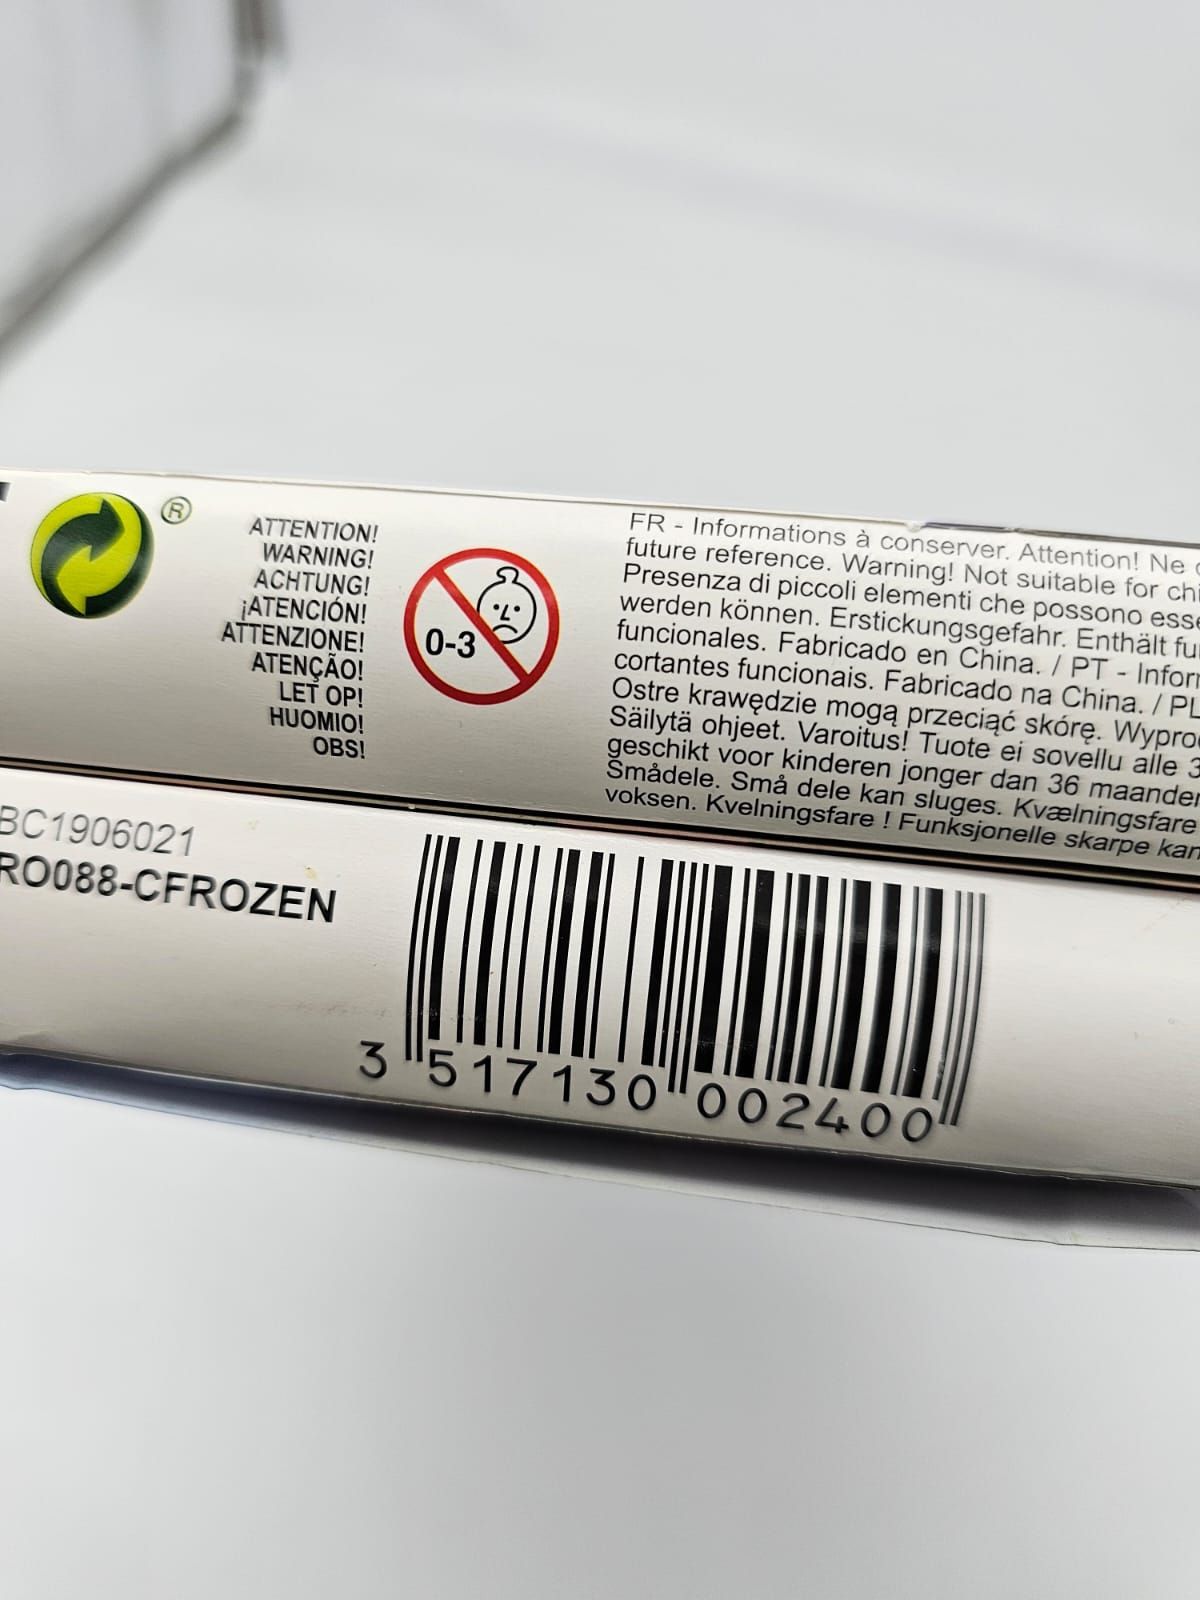 ®
ATTENTION!
WARNING!
ACHTUNG!
¡ATENCIÓN!
ATTENZIONE!
ATENÇÃO!
LET OP!
HUOMIO!
OBS!
0-3
FR - Informations à conserver. Attention! Ne
future reference. Warning! Not suitable for chi
Presenza di piccoli elementi che possono esse
werden können. Erstickungsgefahr. Enthält fu
funcionales. Fabricado en China. / PT - Infor
cortantes funcionais. Fabricado na China. / PL
Ostre krawędzie mogą przeciąć skórę. Wypro
Säilytä ohjeet. Varoitus! Tuote ei sovellu alle 3
geschikt voor kinderen jonger dan 36 maander
Smådele. Små dele kan sluges. Kvælningsfare
voksen. Kvelningsfare ! Funksjonelle skarpe kan
BC1906021
RO088-CFROZEN
3 517130 002400